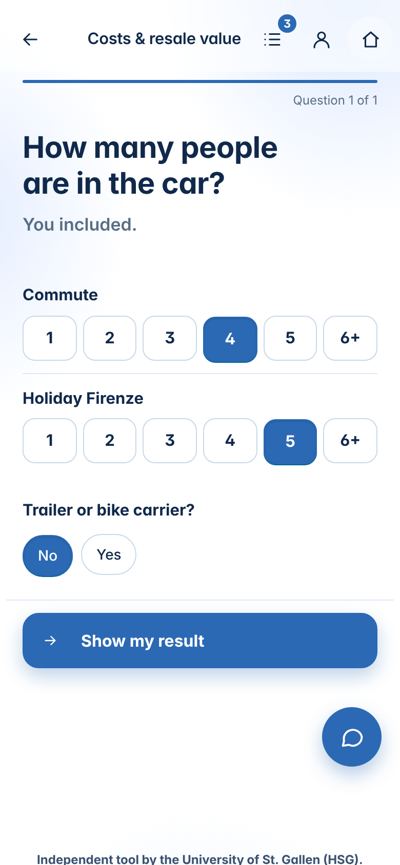 Costs & resale value
3
Question 1 of 1
How many people
are in the car?
You included.
Commute
1 2 3 4 5 6+
Holiday Firenze
1 2 3 4 5 6+
Trailer or bike carrier?
No Yes
Show my result
Independent tool by the University of St. Gallen (HSG).